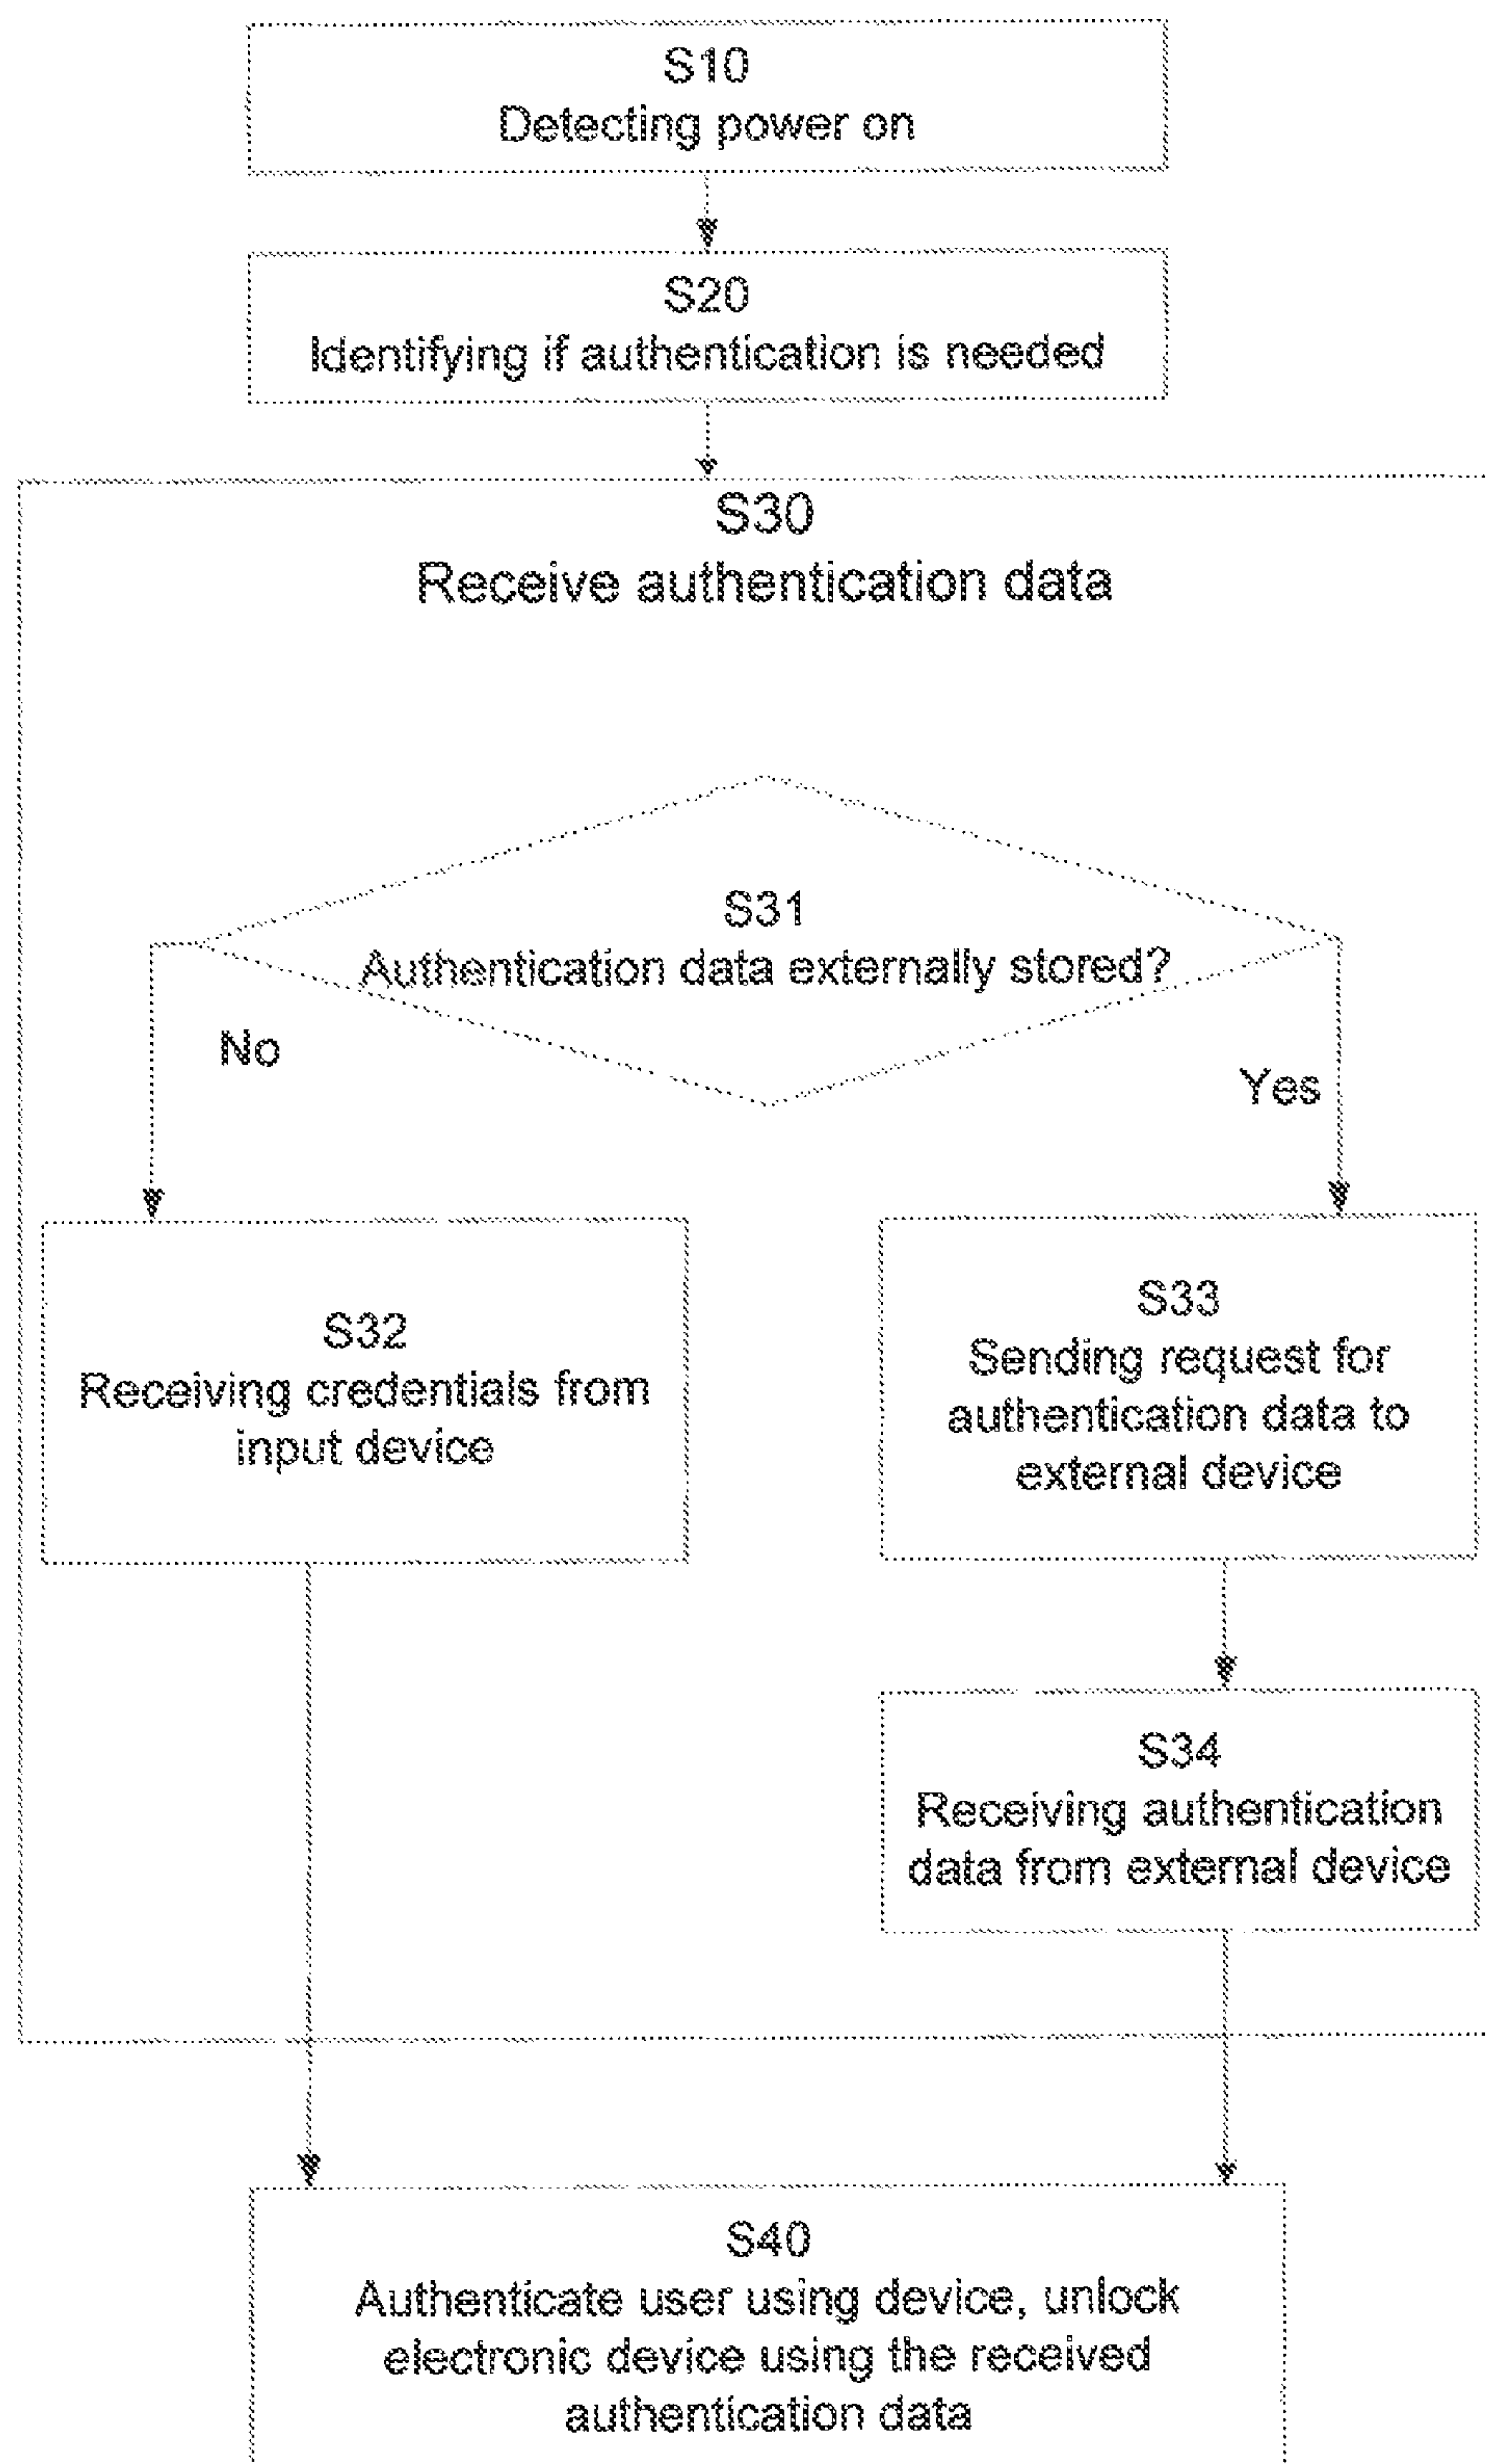 S10
Detecting power on
S20
Identifying if authentication is needed
S30
Receive authentication data
S31
Authentication data externally stored?
No
Yes
S32
Receiving credentials from
input device
S33
Sending request for
authentication data to
external device
S34
Receiving authentication
data from external device
S40
Authenticate user using device, unlock
electronic device using the received
authentication data